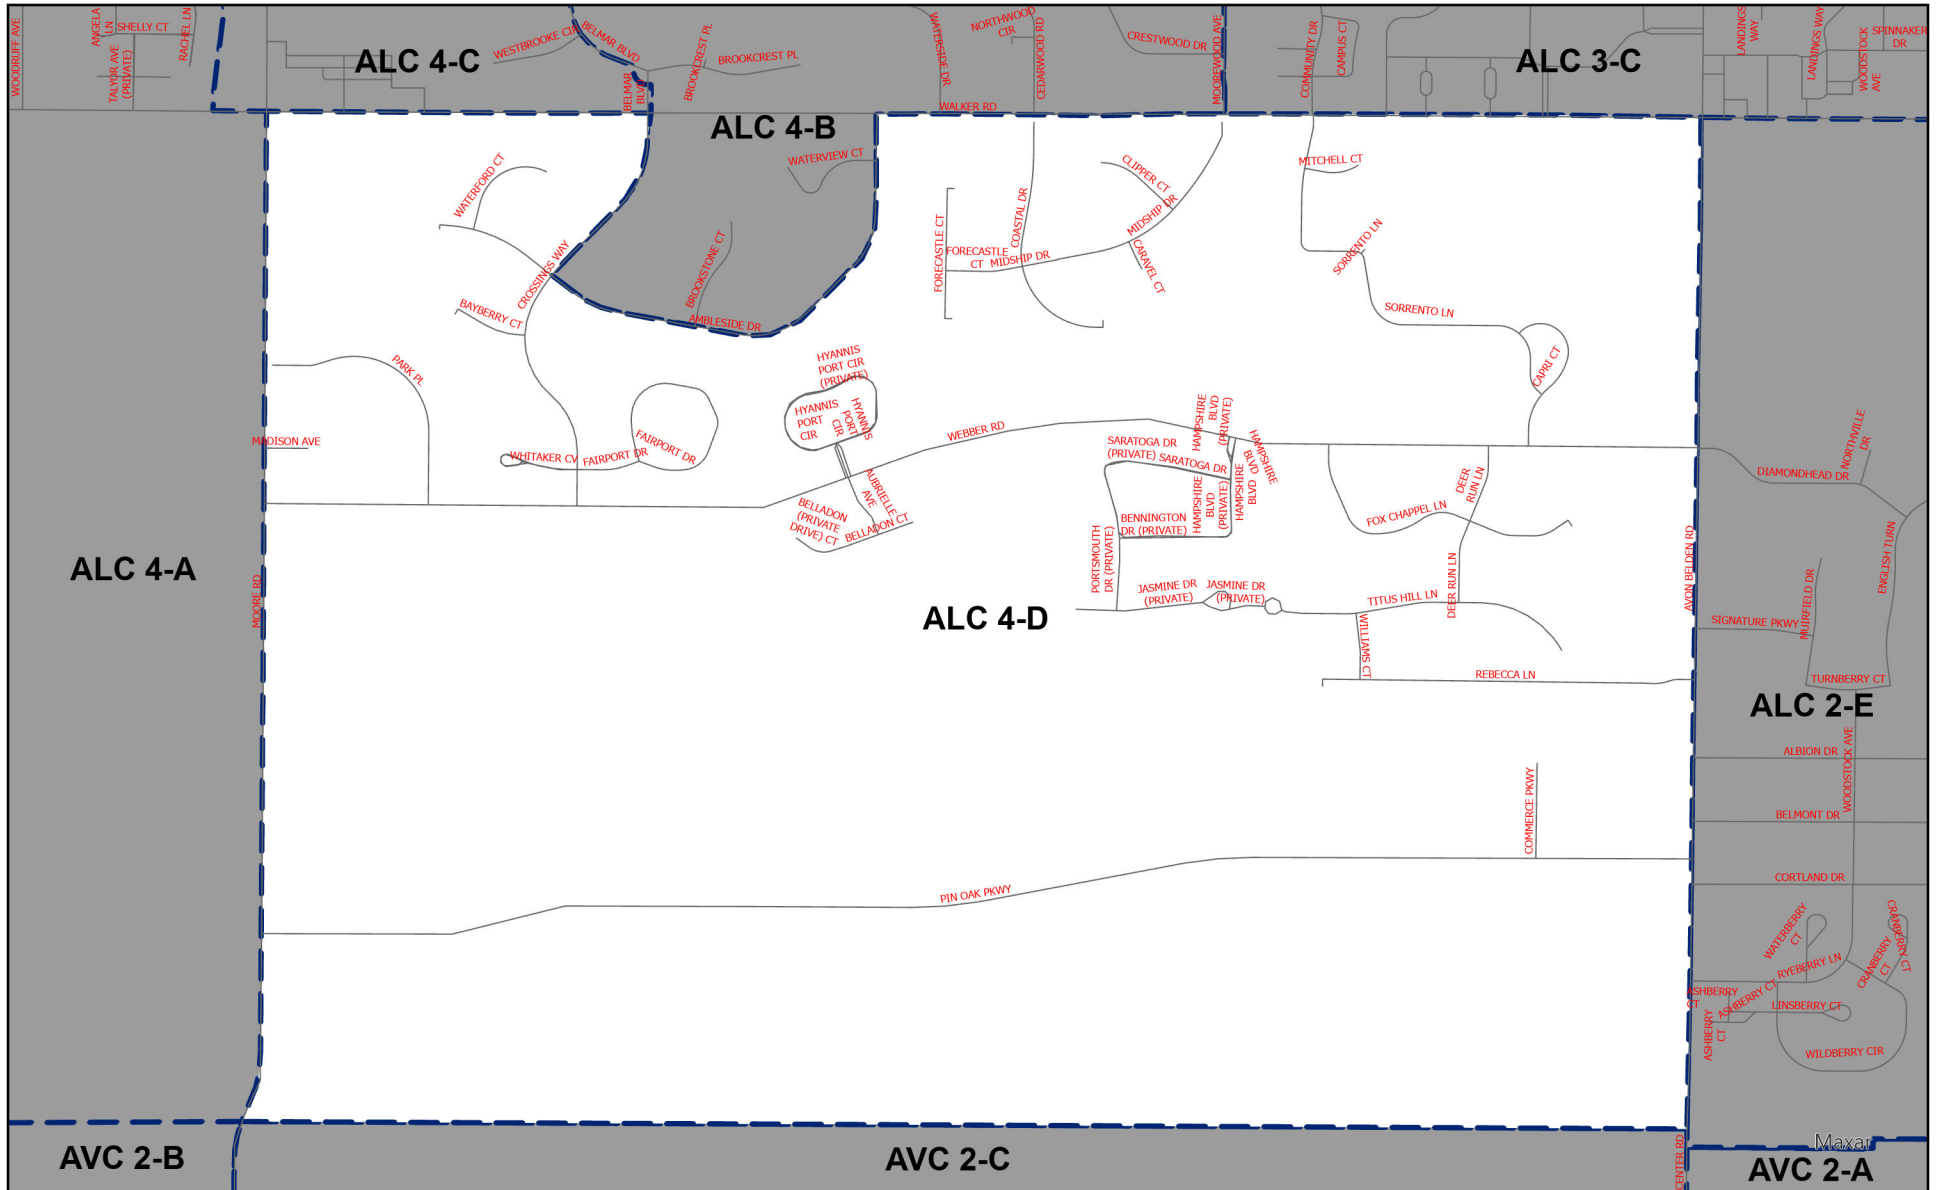 WOODRUFF AVE
ANGELA
LN
SHELLY CT
TALYOR AVE
(PRIVATE)
RACHEL LN
ALC 4-C
WESTBROOKE CIR
BELMAR BLVD
BELMAR
BLVD
BROOKCREST PL
BROOKCREST PL
WATERSIDE DR
NORTHWOOD
CIR
CEDARWOOD RD
CRESTWOOD DR
MOOREWOOD AVE
WALKER RD
COMMUNITY DR
CAMPUS CT
ALC 3-C
LANDINGS
WAY
LANDINGS WAY
WOODSTOCK
AVE
SPINNAKER
DR
ALC 4-B
WATERVIEW CT
BROOKSTONE CT
AMBLESIDE DR
WATERFORD CT
CROSSINGS WAY
BAYBERRY CT
PARK PL
MADISON AVE
WHITAKER CV
FAIRPORT DR
FAIRPORT DR
FORECASTLE CT
FORECASTLE
CT
COASTAL DR
MIDSHIP DR
MIDSHIP DR
CLIPPER CT
CARAVEL CT
MITCHELL CT
SORRENTO LN
SORRENTO LN
CAPRI CT
HYANNIS
PORT CIR
(PRIVATE)
HYANNIS
PORT
CIR
HYANNIS
PORT
CIR
WEBBER RD
AUBRIELLE
AVE
BELLADON
(PRIVATE
DRIVE) CT
BELLADON CT
HAMPSHIRE
BLVD
(PRIVATE)
HAMPSHIRE
BLVD
SARATOGA DR
(PRIVATE)
SARATOGA DR
HAMPSHIRE
BLVD
(PRIVATE)
HAMPSHIRE
BLVD
BENNINGTON
DR (PRIVATE)
PORTSMOUTH
DR (PRIVATE)
JASMINE DR
(PRIVATE)
JASMINE DR
(PRIVATE)
DEER
RUN LN
FOX CHAPPEL LN
DEER RUN LN
TITUS HILL LN
WILLIAMS CT
REBECCA LN
AVON BELDEN RD
NORTHVILLE
DR
DIAMONDHEAD DR
ENGLISH TURN
MUIRFIELD DR
SIGNATURE PKWY
TURNBERRY CT
ALC 4-A
MOORE RD
ALC 4-D
ALC 2-E
ALBION DR
WOODSTOCK AVE
BELMONT DR
COMMERCE PKWY
PIN OAK PKWY
CORTLAND DR
WATERBERRY
CT
CRANBERRY CT
CRANBERRY
CT
RYEBERRY LN
ASHBERRY
CT
ASHBERRY CT
LINSBERRY CT
ASHBERRY
CT
WILDBERRY CIR
AVC 2-B
AVC 2-C
CENTER RD
Maxar
AVC 2-A